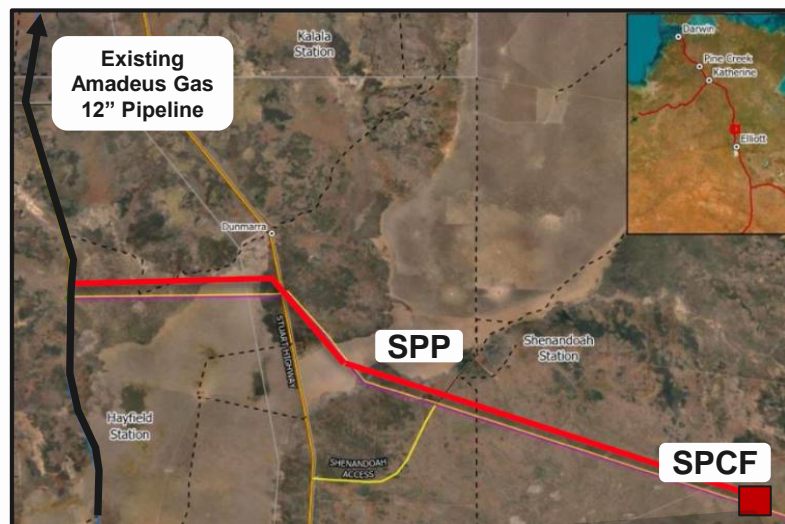 Existing
Amadeus Gas
12” Pipeline
Kalala
Station
Darwin
Pine Creek
Katherine
Elliott
Dunmarra
STUART HIGHWAY
SPP
Shenandoah
Station
Hayfield
Station
SHENANDOAH
ACCESS
SPCF